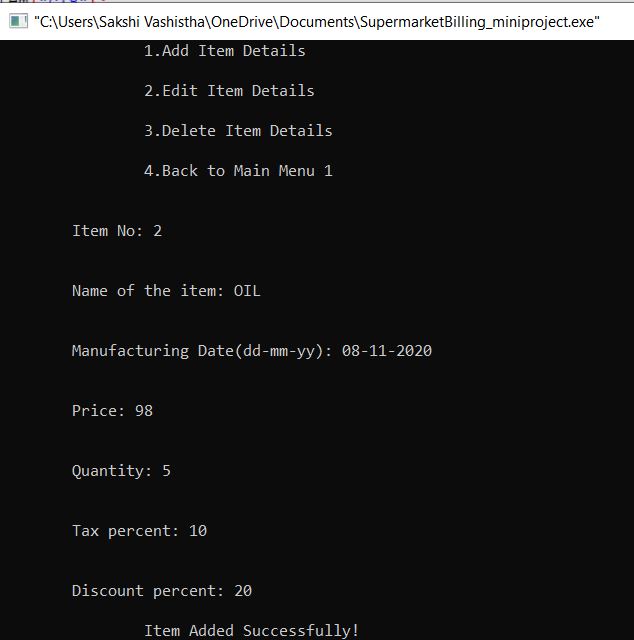 "C:\Users\Sakshi Vashistha\OneDrive\Documents\SupermarketBilling_miniproject.exe"
1.Add Item Details
2.Edit Item Details
3.Delete Item Details
4.Back to Main Menu 1
Item No: 2
Name of the item: OIL
Manufacturing Date(dd-mm-yy): 08-11-2020
Price: 98
Quantity: 5
Tax percent: 10
Discount percent: 20
Item Added Successfully!